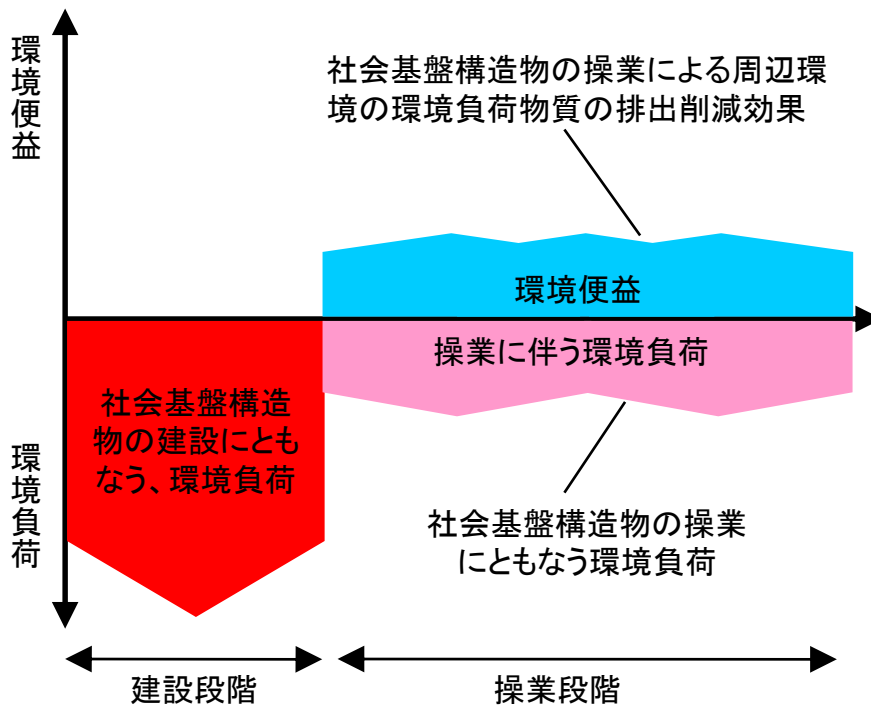 環境便益
社会基盤構造物の操業による周辺環
境の環境負荷物質の排出削減効果
環境便益
操業に伴う環境負荷
社会基盤構造
物の建設にとも
なう、環境負荷
環境負荷
社会基盤構造物の操業
にともなう環境負荷
建設段階
操業段階